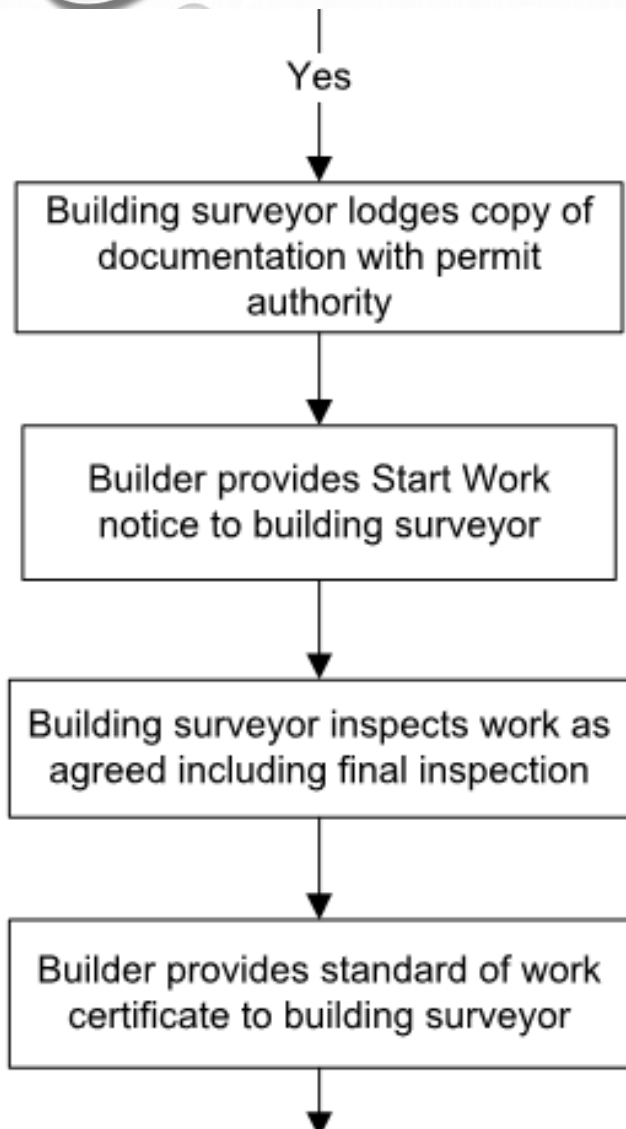 Yes
Building surveyor lodges copy of
documentation with permit
authority
Builder provides Start Work
notice to building surveyor
Building surveyor inspects work as
agreed including final inspection
Builder provides standard of work
certificate to building surveyor